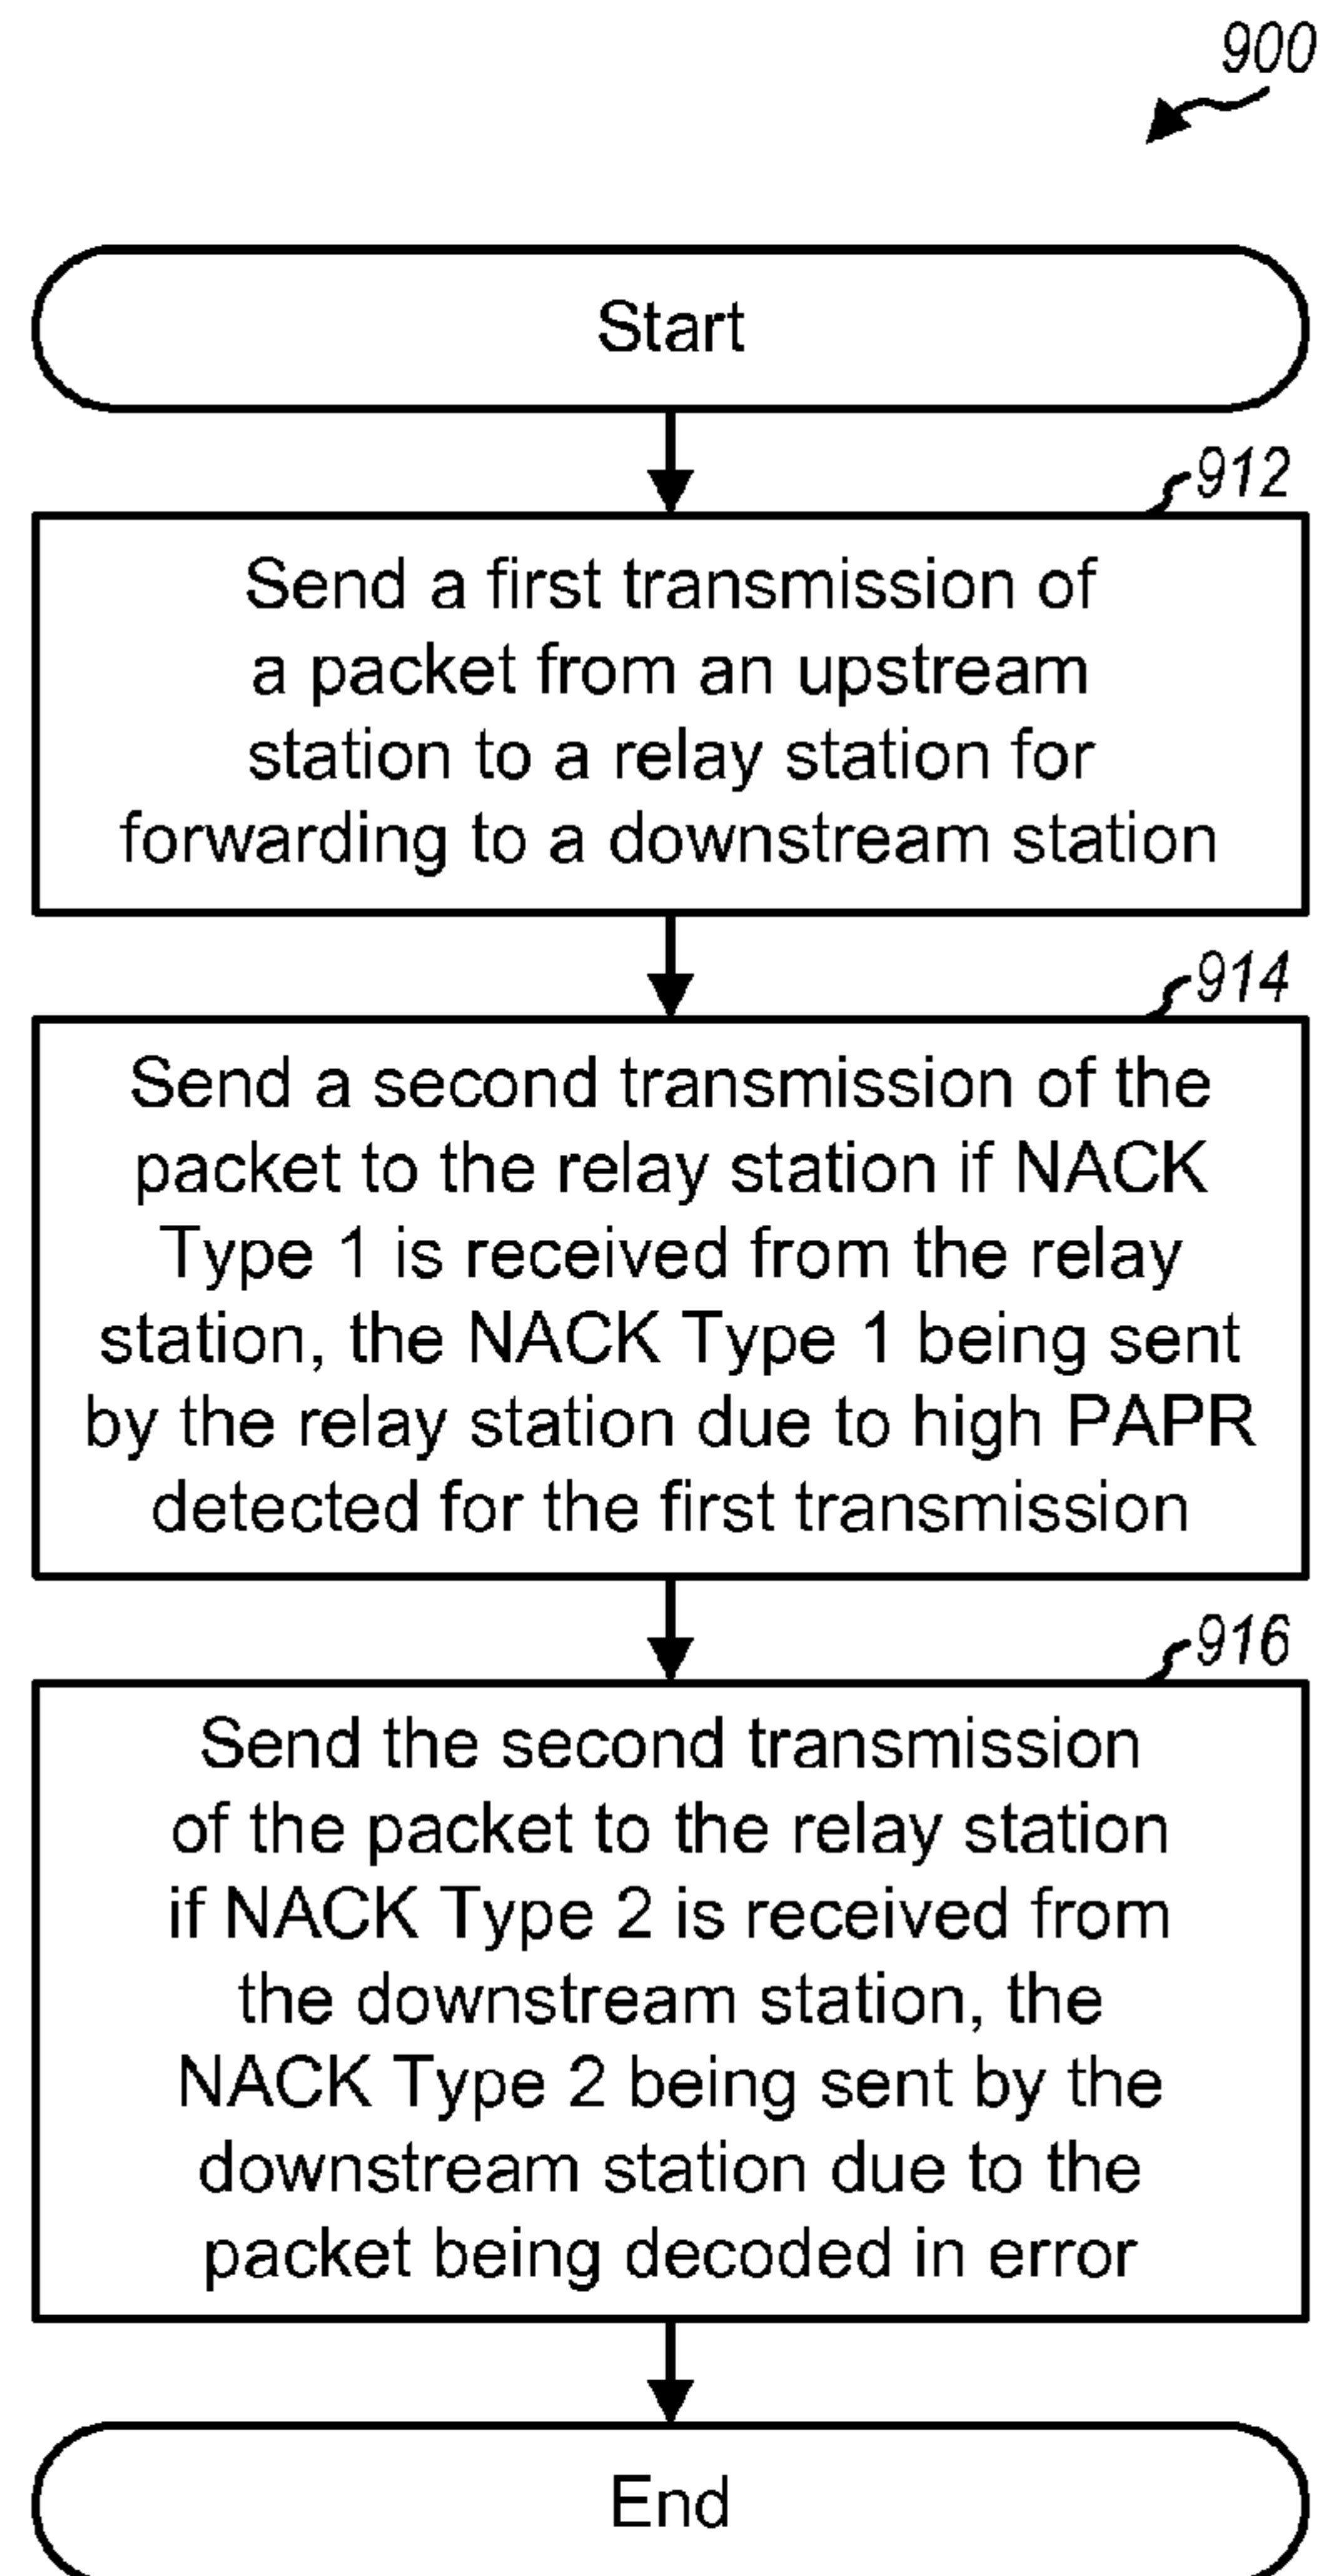 900
Start
912
Send a first transmission of
a packet from an upstream
station to a relay station for
forwarding to a downstream station
914
Send a second transmission of the
packet to the relay station if NACK
Type 1 is received from the relay
station, the NACK Type 1 being sent
by the relay station due to high PAPR
detected for the first transmission
916
Send the second transmission
of the packet to the relay station
if NACK Type 2 is received from
the downstream station, the
NACK Type 2 being sent by the
downstream station due to the
packet being decoded in error
End